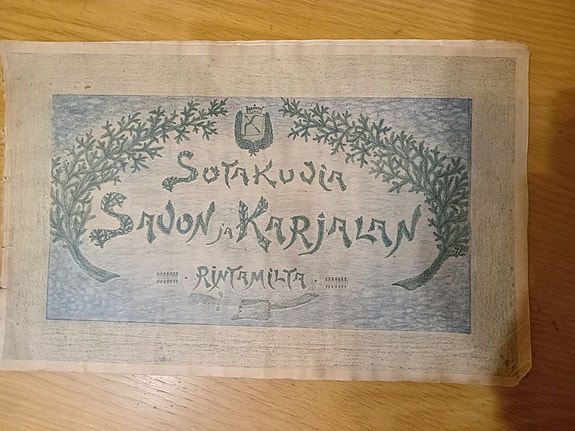 SOTAKUVIA
SAVON JA KARJALAN
· RINTAMILTA ·